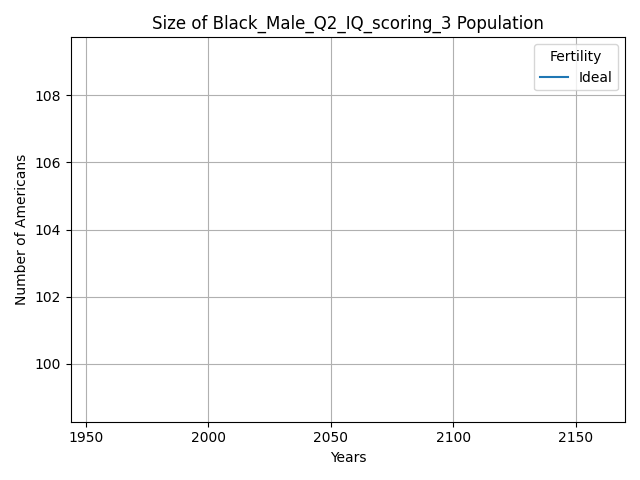 Size of Black_Male_Q2_IQ_scoring_3 Population
Fertility
Ideal
108
106
104
102
100
Number of Americans
1950 2000 2050 2100 2150
Years